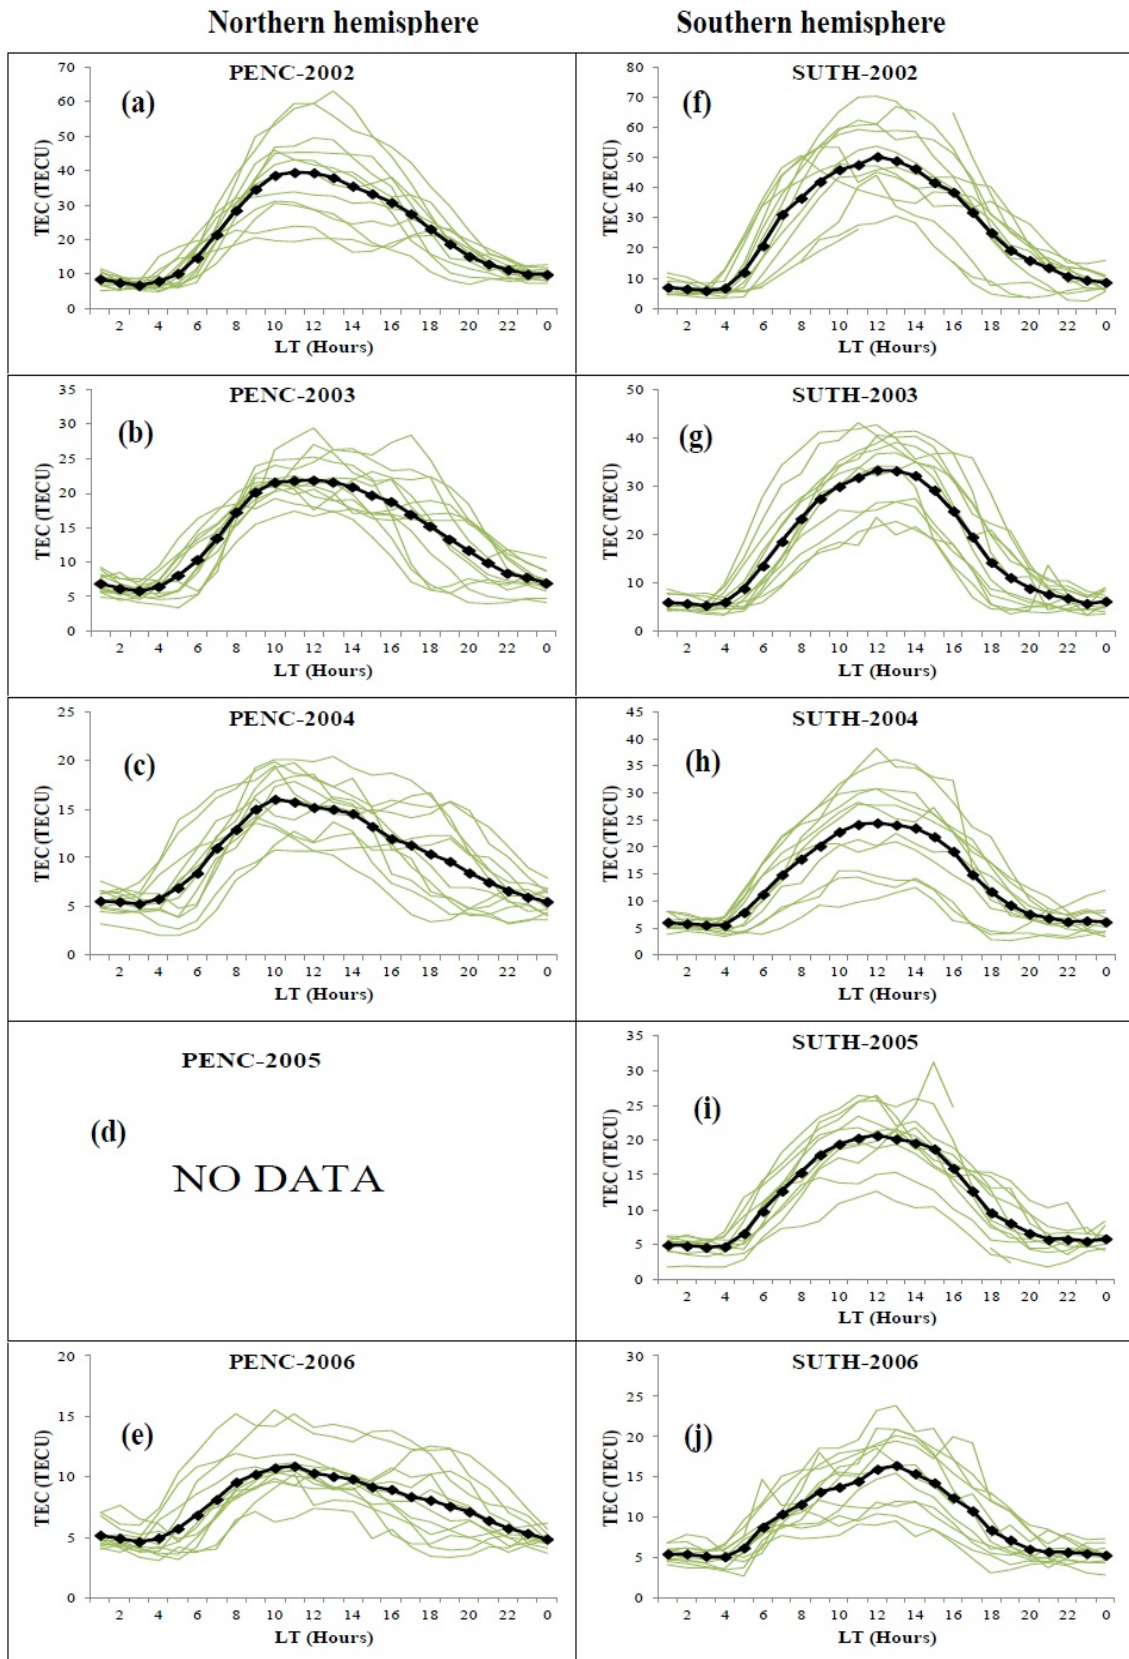 Northern hemisphere
Southern hemisphere
PENC-2002
(a)
70
60
50
40
30
20
10
0
TEC (TECU)
2 4 6 8 10 12 14 16 18 20 22 0
LT (Hours)
SUTH-2002
(f)
80
70
60
50
40
30
20
10
0
TEC (TECU)
2 4 6 8 10 12 14 16 18 20 22 0
LT (Hours)
PENC-2003
(b)
35
30
25
20
15
10
5
0
TEC (TECU)
2 4 6 8 10 12 14 16 18 20 22 0
LT (Hours)
SUTH-2003
(g)
50
40
30
20
10
0
TEC (TECU)
2 4 6 8 10 12 14 16 18 20 22 0
LT (Hours)
PENC-2004
(c)
25
20
15
10
5
0
TEC (TECU)
2 4 6 8 10 12 14 16 18 20 22 0
LT (Hours)
SUTH-2004
(h)
45
40
35
30
25
20
15
10
5
0
TEC (TECU)
2 4 6 8 10 12 14 16 18 20 22 0
LT (Hours)
PENC-2005
(d)
NO DATA
SUTH-2005
(i)
35
30
25
20
15
10
5
0
TEC (TECU)
2 4 6 8 10 12 14 16 18 20 22 0
LT (Hours)
PENC-2006
(e)
20
15
10
5
0
TEC (TECU)
2 4 6 8 10 12 14 16 18 20 22 0
LT (Hours)
SUTH-2006
(j)
30
25
20
15
10
5
0
TEC (TECU)
2 4 6 8 10 12 14 16 18 20 22 0
LT (Hours)